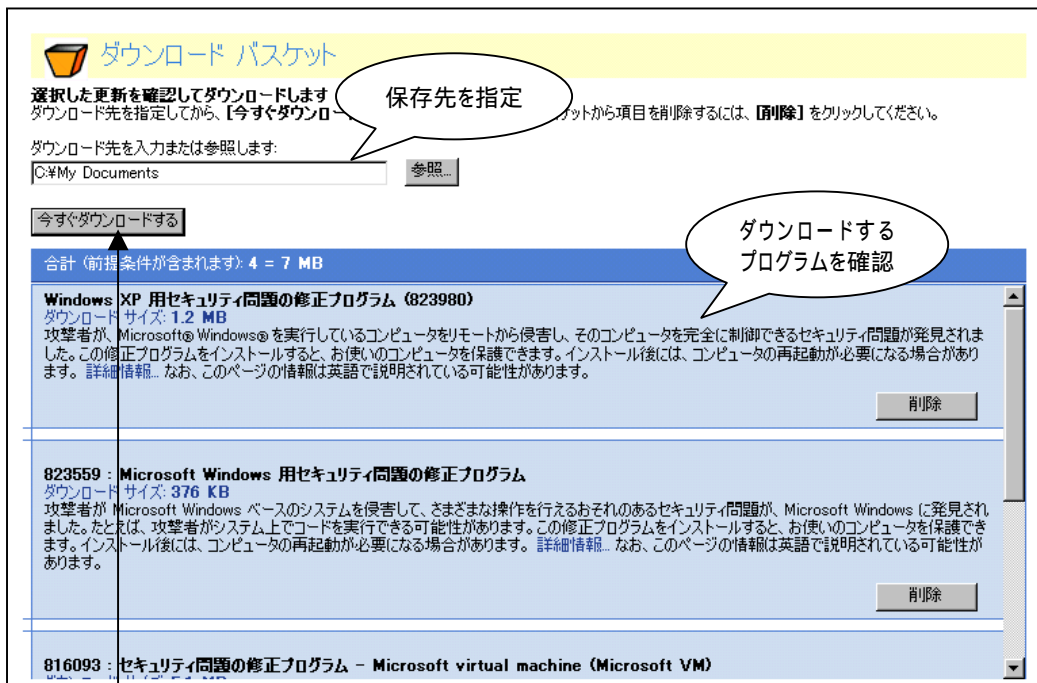 ダウンロード バスケット
選択した更新を確認してダウンロードします
保存先を指定
ダウンロード先を指定してから、[今すぐダウンロー
ケットから項目を削除するには、[削除] をクリックしてください。
ダウンロード先を入力または参照します:
C:¥My Documents
参照...
今すぐダウンロードする
ダウンロードする
プログラムを確認
合計 (前提条件が含まれます): 4 = 7 MB
Windows XP 用セキュリティ問題の修正プログラム (823980)
ダウンロード サイズ: 1.2 MB
攻撃者が、Microsoft® Windows® を実行しているコンピュータをリモートから侵害し、そのコンピュータを完全に制御できるセキュリティ問題が発見されま
した。この修正プログラムをインストールすると、お使いのコンピュータを保護できます。インストール後には、コンピュータの再起動が必要になる場合があり
ます。 詳細情報... なお、このページの情報は英語で説明されている可能性があります。
削除
823559 : Microsoft Windows 用セキュリティ問題の修正プログラム
ダウンロード サイズ: 376 KB
攻撃者が Microsoft Windows ベースのシステムを侵害して、さまざまな操作を行えるおそれのあるセキュリティ問題が、Microsoft Windows に発見され
ました。たとえば、攻撃者がシステム上でコードを実行できる可能性があります。この修正プログラムをインストールすると、お使いのコンピュータを保護でき
ます。インストール後には、コンピュータの再起動が必要になる場合があります。 詳細情報... なお、このページの情報は英語で説明されている可能性が
あります。
削除
816093 : セキュリティ問題の修正プログラム - Microsoft virtual machine (Microsoft VM)